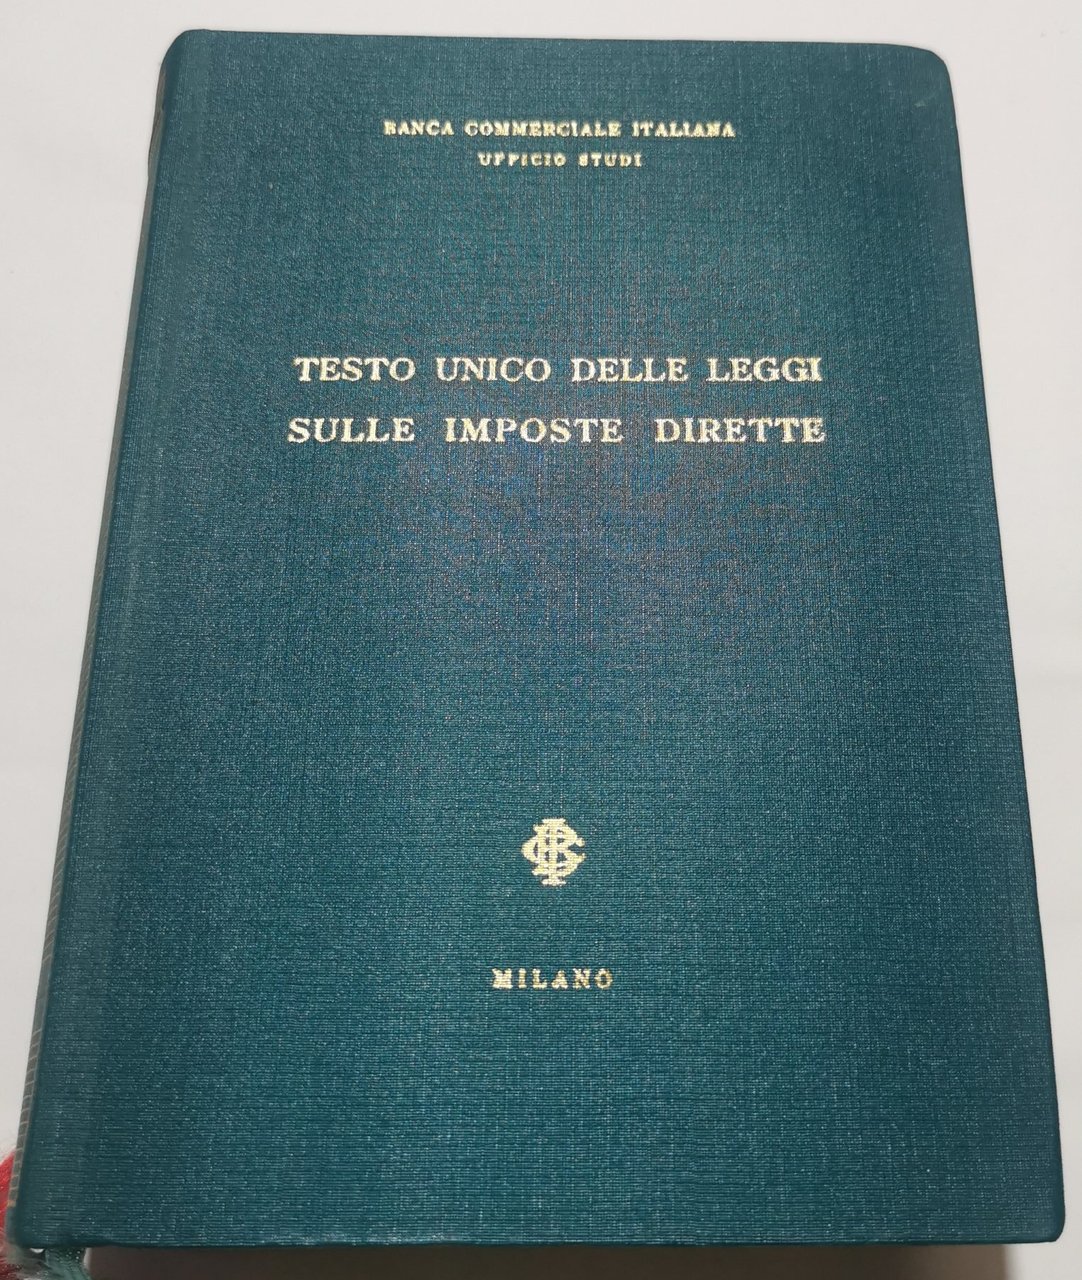 BANCA COMMERCIALE ITALIANA
UFFICIO STUDI
TESTO UNICO DELLE LEGGI
SULLE IMPOSTE DIRETTE
BCI
MILANO